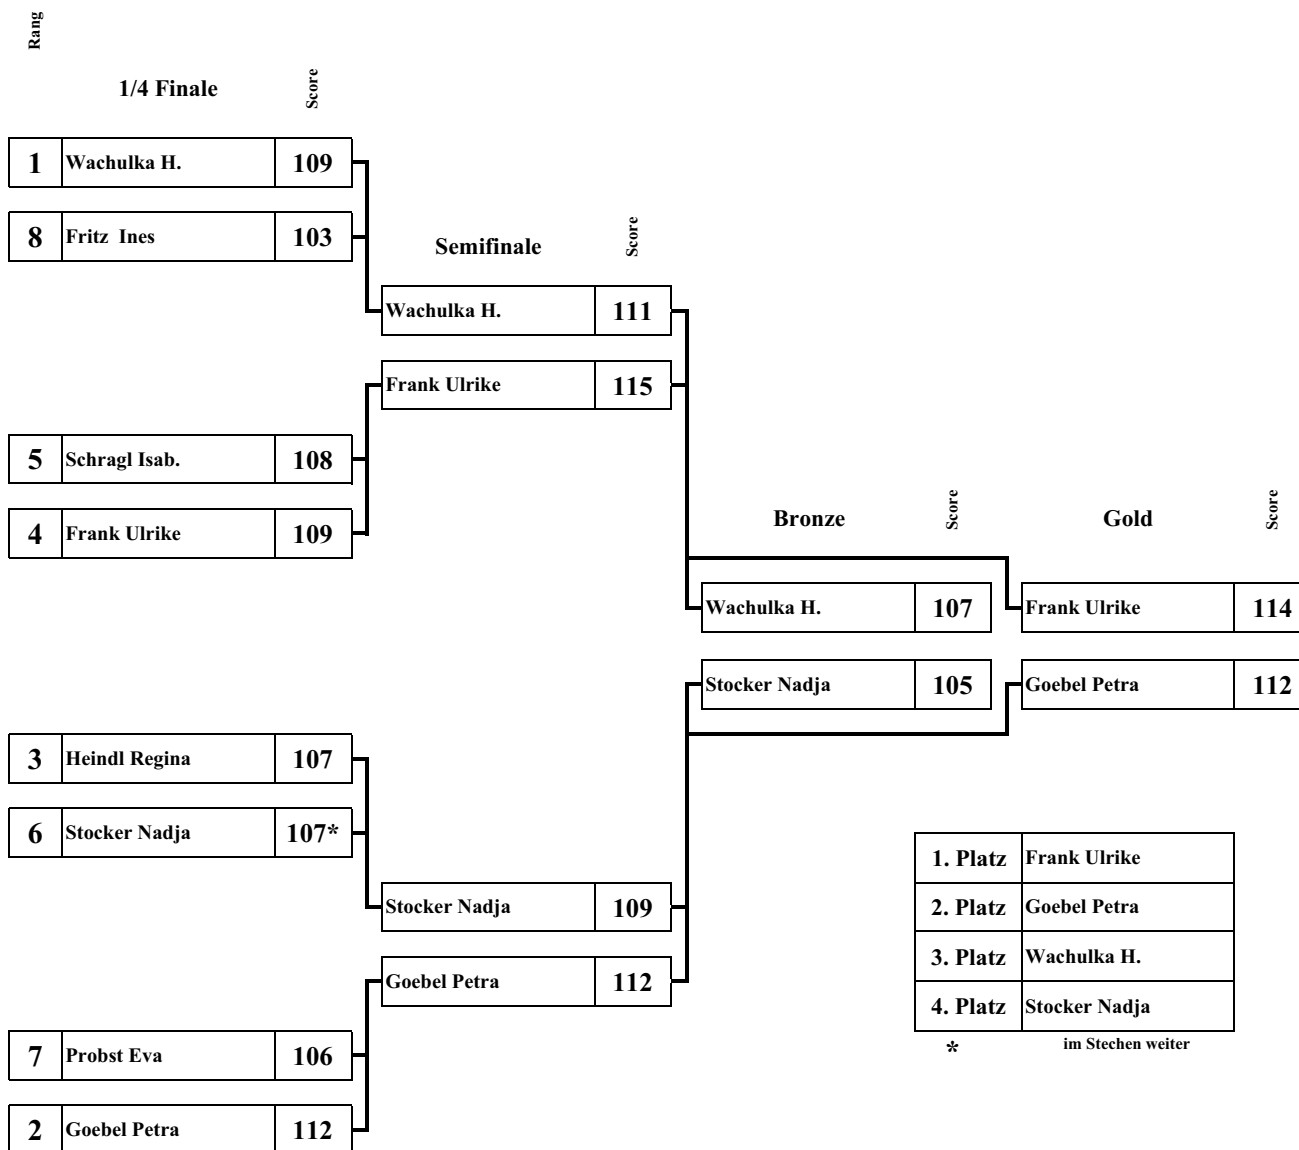 Rang
1/4 Finale Score
1 Wachulka H. 109
8 Fritz Ines 103
Semifinale Score
Wachulka H. 111
Frank Ulrike 115
5 Schragl Isab. 108
4 Frank Ulrike 109
Bronze Score Gold Score
Wachulka H. 107 Frank Ulrike 114
Stocker Nadja 105 Goebel Petra 112
3 Heindl Regina 107
6 Stocker Nadja 107*
Stocker Nadja 109
Goebel Petra 112
7 Probst Eva 106
2 Goebel Petra 112
1. Platz Frank Ulrike
2. Platz Goebel Petra
3. Platz Wachulka H.
4. Platz Stocker Nadja
* im Stechen weiter